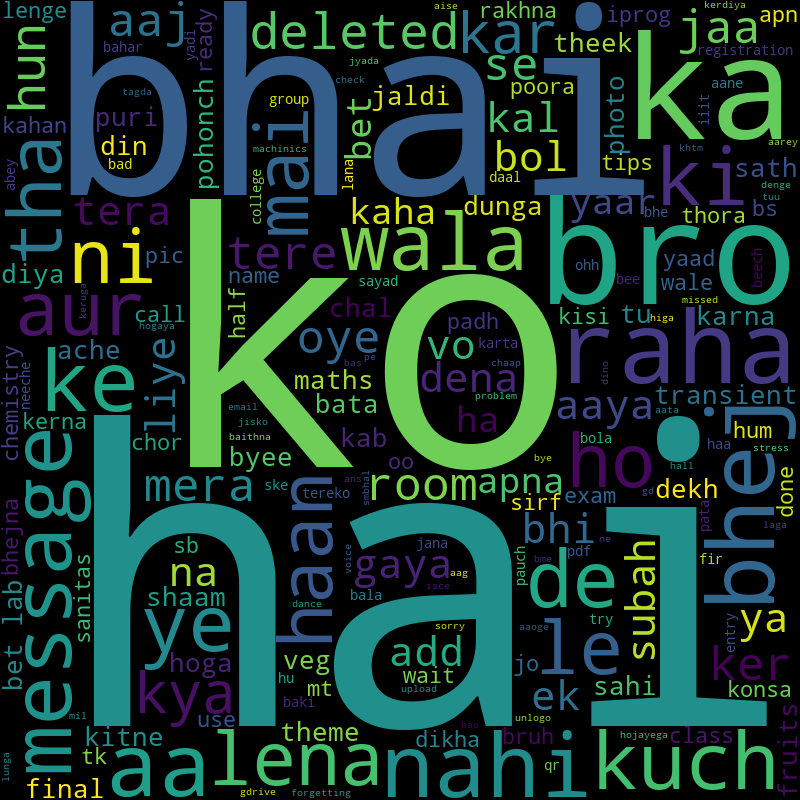 lenge
aaj
bhai
deleted
kar
rakhna
iprog
jaa
apn
aise
kerdiya
bahar
yadi
ready
hun
tha
kahan
puri
din
bad
tagda
group
jyada
check
jaldi
se
theek
registration
ka
aane
iiit
poora
photo
pohonch
bet
kal
machinics
abey
mai
lana
bol
tips
khtm
aarey
sath
ki
college
daal
denge
tuu
tera
kaha
dunga
yaar
bhe
thora
bs
ni
tere
wala
bro
diya
pic
name
sayad
ohh
bee
yaad
wale
beech
missed
keruga
hogaya
aur
call
half
chal
ko
padh
kisi
tu
higa
karna
ache
oye
vo
karta
raha
neeche
ke
liye
bas
pe
maths
dena
chaap
dino
transient
chemistry
kerna
chor
email
jisko
bata
problem
aaya
aata
bhej
message
byee
baithna
kab
ha
bola
ho
haa
hum
hall
stress
mera
ske
tereko
ans
smbhal
oo
room
apna
sirf
exam
dekh
done
bye
gd
laga
bhejna
bet lab
hai
haan
bhi
pata
sanitas
sb
na
voice
jana
gaya
pauch
bme
pdf
ne
fir
shaam
ye
dance
bala
aag
isce
de
subah
try
entry
ya
hoga
veg
sorry
add
aaoge
le
kya
hu
mt
wait
jo
ker
use
baki
upload
ek
sahi
konsa
mil
kitne
theme
hao
unlogo
dikha
bruh
hojayega
class
fruits
tk
aa
lena
nahi
qr
kuch
lunga
final
gdrive
forgetting